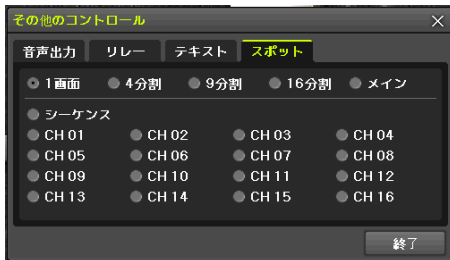 その他のコントロール
音声出力 リレー テキスト スポット
1画面 4分割 9分割 16分割 メイン
シーケンス
CH 01 CH 02 CH 03 CH 04
CH 05 CH 06 CH 07 CH 08
CH 09 CH 10 CH 11 CH 12
CH 13 CH 14 CH 15 CH 16
終了